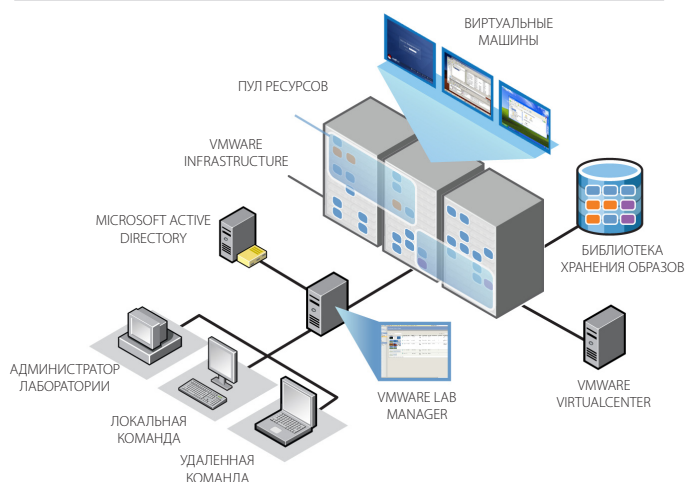 ВИРТУАЛЬНЫЕ
МАШИНЫ
ПУЛ РЕСУРСОВ
VMWARE
INFRASTRUCTURE
MICROSOFT ACTIVE
DIRECTORY
БИБЛИОТЕКА
ХРАНЕНИЯ ОБРАЗОВ
АДМИНИСТРАТОР
ЛАБОРАТОРИИ
VMWARE LAB
MANAGER
VMWARE
VIRTUALCENTER
ЛОКАЛЬНАЯ
КОМАНДА
УДАЛЕННАЯ
КОМАНДА